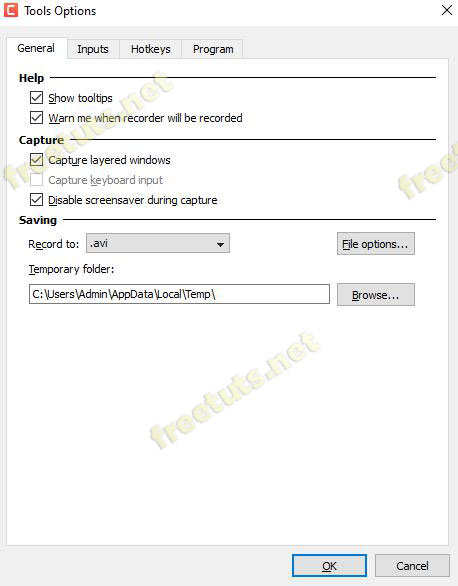 Tools Options
General Inputs Hotkeys Program
Help
Show tooltips
Warn me when recorder will be recorded
Capture
Capture layered windows
Capture keyboard input
Disable screensaver during capture
Saving
Record to: .avi File options...
Temporary folder:
C:\Users\Admin\AppData\Local\Temp\ Browse...
OK Cancel
freetuts.net
freetuts.net
freetuts